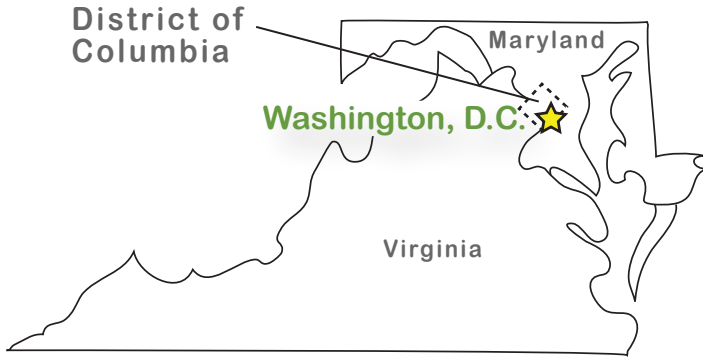 District of
Columbia
Maryland
Washington, D.C.
Virginia